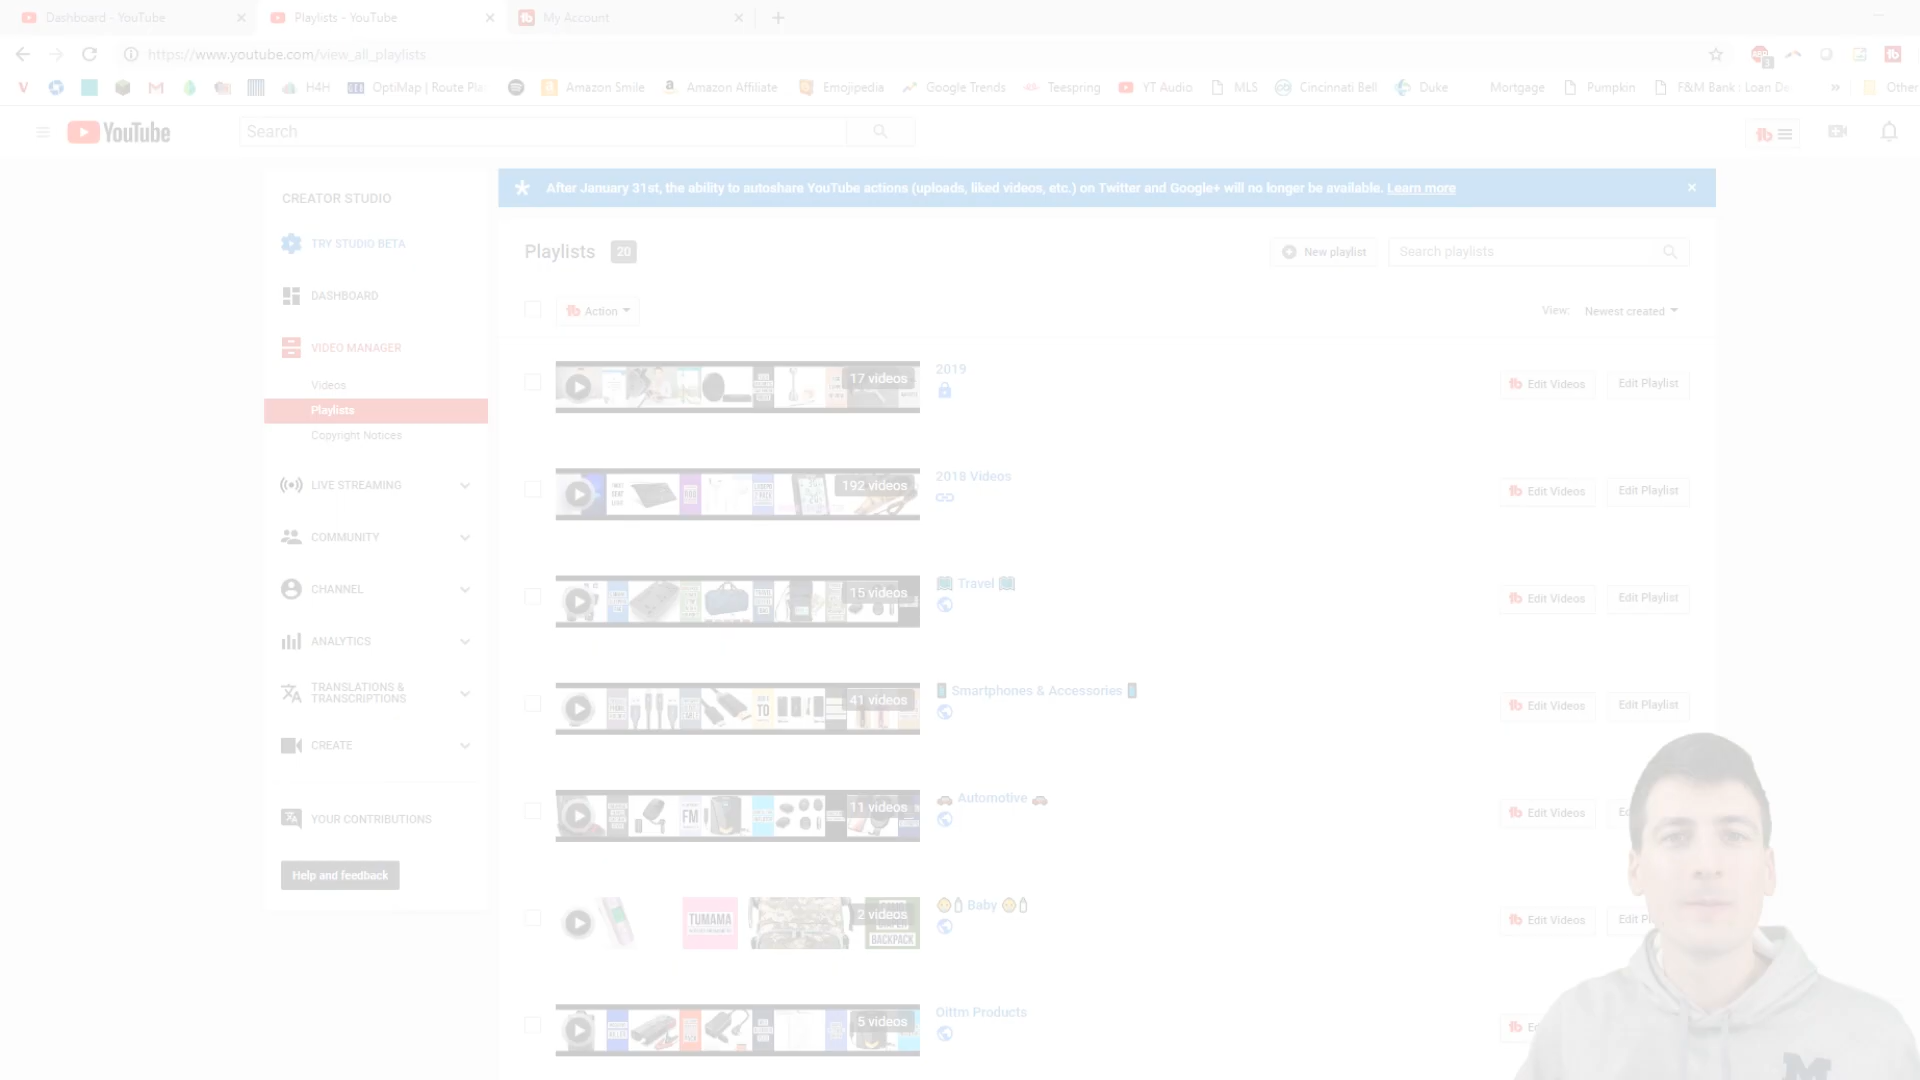 Dashboard - YouTube
Playlists - YouTube
My Account
https://www.youtube.com/view_all_playlists
3
H4H
OptiMap | Route Pla
Amazon Smile
Amazon Affiliate
Emojipedia
Google Trends
Teespring
YT Audio
MLS
Cincinnati Bell
Duke
Mortgage
Pumpkin
F&M Bank : Loan De
»
Other
YouTube
Search
After January 31st, the ability to autoshare YouTube actions (uploads, liked videos, etc.) on Twitter and Google+ will no longer be available. Learn more
CREATOR STUDIO
TRY STUDIO BETA
DASHBOARD
VIDEO MANAGER
Videos
Playlists
Copyright Notices
LIVE STREAMING
COMMUNITY
CHANNEL
ANALYTICS
TRANSLATIONS &
TRANSCRIPTIONS
CREATE
YOUR CONTRIBUTIONS
Help and feedback
Playlists 20
New playlist
Search playlists
Action
View: Newest created
17 videos
2019
Edit Videos
Edit Playlist
192 videos
2018 Videos
Edit Videos
Edit Playlist
15 videos
Travel
Edit Videos
Edit Playlist
41 videos
Smartphones & Accessories
TO
Edit Videos
Edit Playlist
11 videos
FM
Automotive
Edit Videos
2 videos
TUMAMA
BACKPACK
Baby
Edit Videos
5 videos
Oittm Products
M